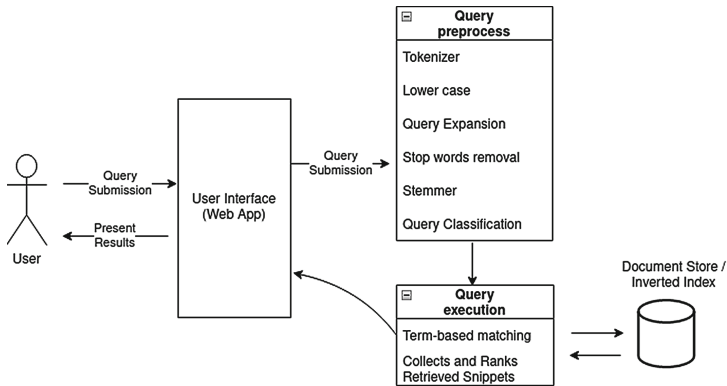 Query
preprocess
Tokenizer
Lower case
Query Expansion
Stop words removal
Stemmer
Query Classification
Query
Submission
User Interface
(Web App)
Query
Submission
Present
Results
User
Query
execution
Term-based matching
Collects and Ranks
Retrieved Snippets
Document Store /
Inverted Index